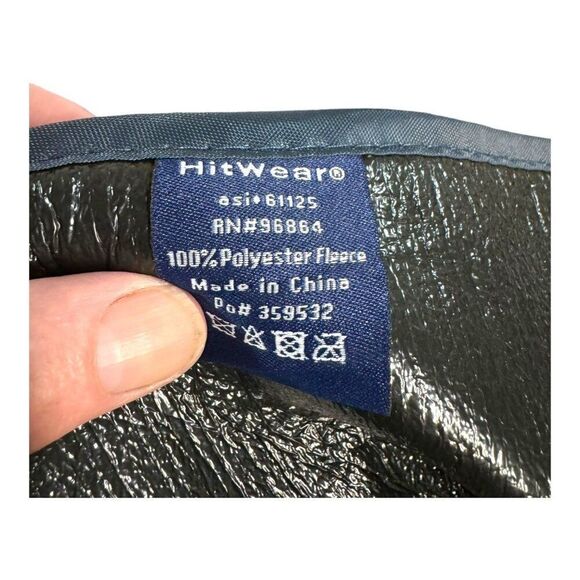 HitWear®
asi*61125
RN#96864
100% Polyester Fleece
Made in China
Po# 359532